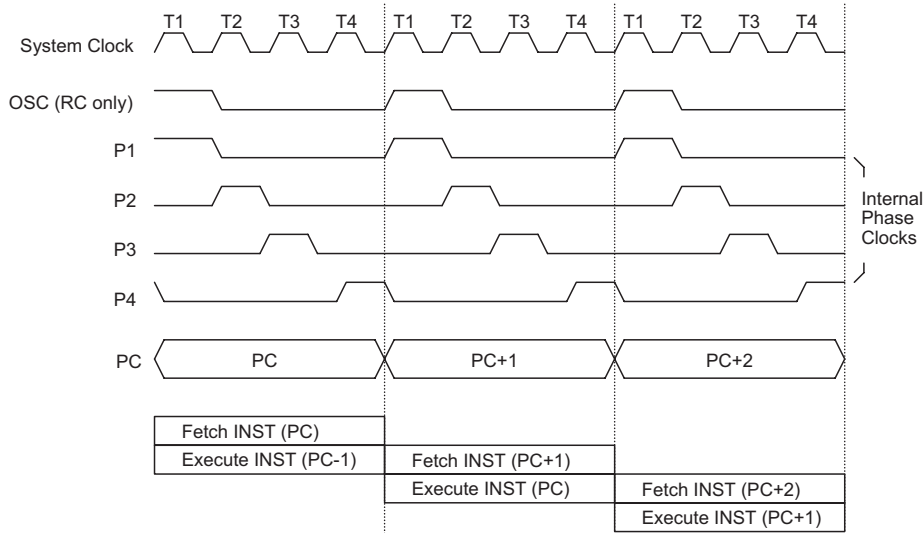 T1 T2 T3 T4 T1 T2 T3 T4 T1 T2 T3 T4
System Clock
OSC (RC only)
P1
P2
P3
P4
Internal
Phase
Clocks
PC PC PC+1 PC+2
Fetch INST (PC)
Execute INST (PC-1) Fetch INST (PC+1)
Execute INST (PC) Fetch INST (PC+2)
Execute INST (PC+1)